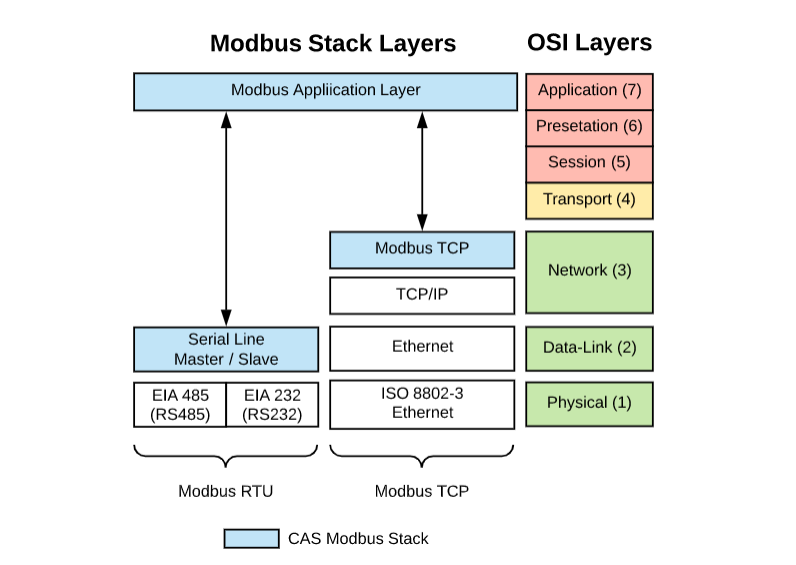 Modbus Stack Layers
OSI Layers
Modbus Appliication Layer
Application (7)
Presetation (6)
Session (5)
Transport (4)
Modbus TCP
Network (3)
TCP/IP
Serial Line
Master / Slave
Ethernet
Data-Link (2)
EIA 485
(RS485)
EIA 232
(RS232)
ISO 8802-3
Ethernet
Physical (1)
Modbus RTU
Modbus TCP
CAS Modbus Stack